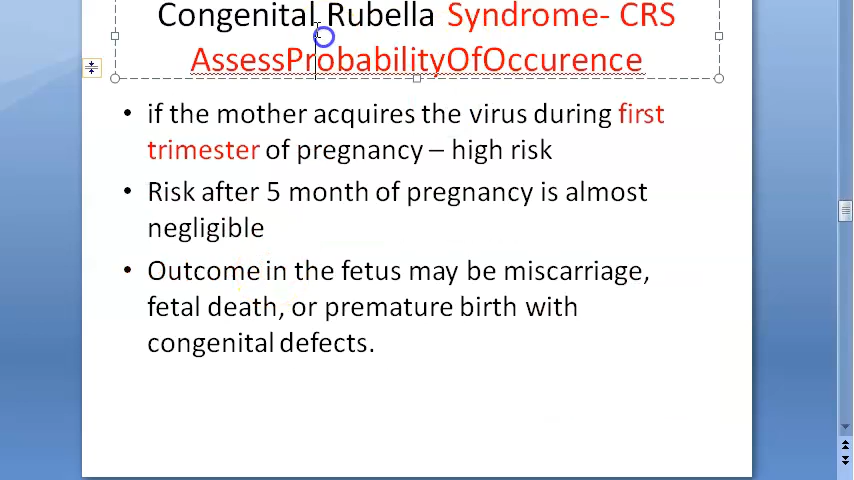 Congenital Rubella Syndrome- CRS
AssessProbabilityOfOccurence
• if the mother acquires the virus during first
trimester of pregnancy – high risk
• Risk after 5 month of pregnancy is almost
negligible
• Outcome in the fetus may be miscarriage,
fetal death, or premature birth with
congenital defects.